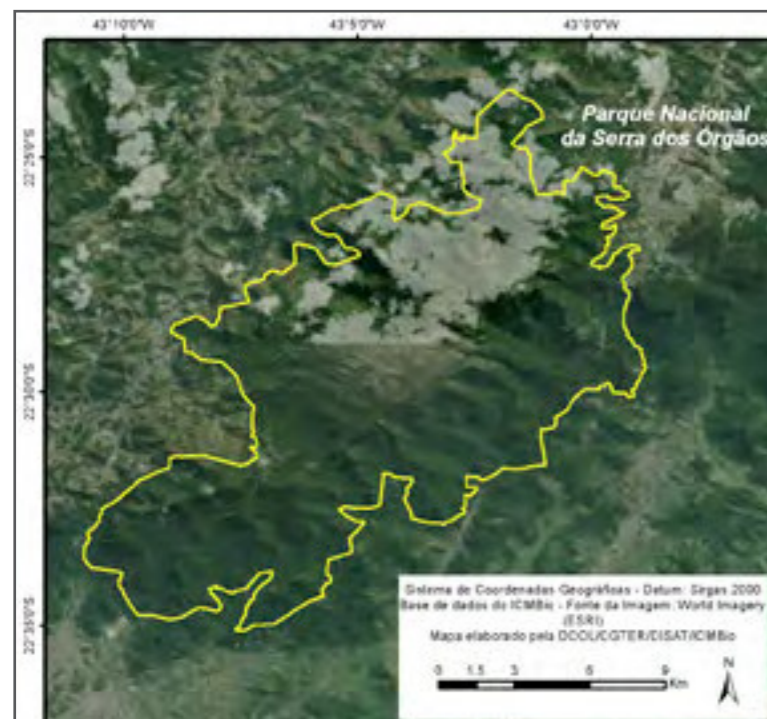 43°10'0"W 43°5'0"W 43°0'0"W
Parque Nacional
da Serra dos Órgãos
22°25'0"S
22°30'0"S
22°35'0"S
Sistema de Coordenadas Geográficas - Datum: Sirgas 2000
Base de dados do ICMBio - Fonte da Imagem: World Imagery
(ESRI)
Mapa elaborado pela DCOL/CGTER/DISAT/ICMBio
N
0 1.5 3 6 9
Km